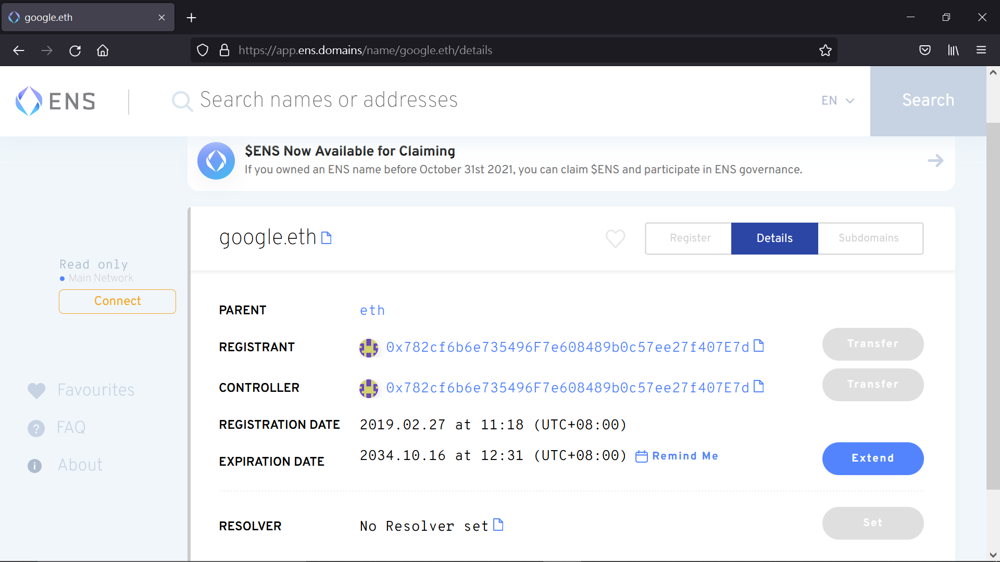 google.eth
https://app.ens.domains/name/google.eth/details
ENS
Search names or addresses
EN
Search
$ENS Now Available for Claiming
If you owned an ENS name before October 31st 2021, you can claim $ENS and participate in ENS governance.
google.eth
Register
Details
Subdomains
Read only
Main Network
Connect
Favourites
FAQ
About
PARENT
eth
REGISTRANT
0x782cf6b6e735496F7e608489b0c57ee27f407E7d
Transfer
CONTROLLER
0x782cf6b6e735496F7e608489b0c57ee27f407E7d
Transfer
REGISTRATION DATE
2019.02.27 at 11:18 (UTC+08:00)
EXPIRATION DATE
2034.10.16 at 12:31 (UTC+08:00)
Remind Me
Extend
RESOLVER
No Resolver set
Set